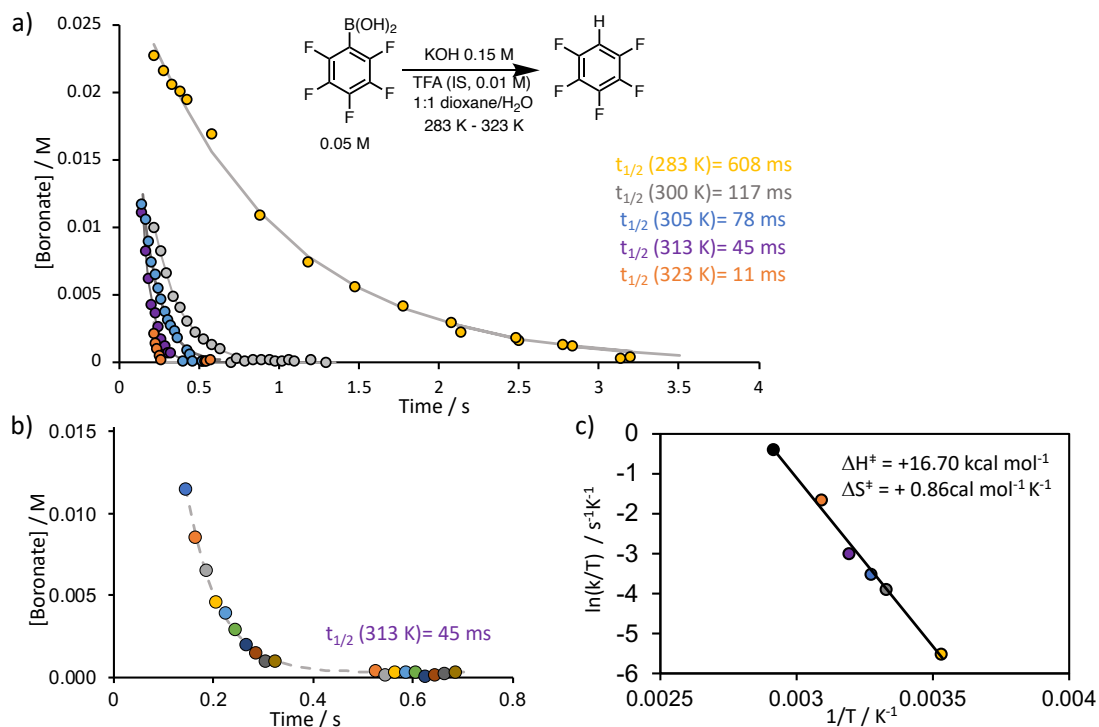 a)
[Boronate] / M
0.025
0.02
0.015
0.01
0.005
0
0 0.5 1 1.5 2 2.5 3 3.5 4
Time / s
B(OH)₂
F F
F F
F
0.05 M
KOH 0.15 M
TFA (IS, 0.01 M)
1:1 dioxane/H₂O
283 K - 323 K
H
F F
F F
F
t₁/₂ (283 K)= 608 ms
t₁/₂ (300 K)= 117 ms
t₁/₂ (305 K)= 78 ms
t₁/₂ (313 K)= 45 ms
t₁/₂ (323 K)= 11 ms
b)
[Boronate] / M
0.015
0.010
0.005
0.000
0.0 0.2 0.4 0.6 0.8
Time / s
t₁/₂ (313 K)= 45 ms
c)
ln(k/T) / s⁻¹K⁻¹
0
-1
-2
-3
-4
-5
-6
0.0025 0.003 0.0035 0.004
1/T / K⁻¹
ΔH‡ = +16.70 kcal mol⁻¹
ΔS‡ = + 0.86cal mol⁻¹ K⁻¹